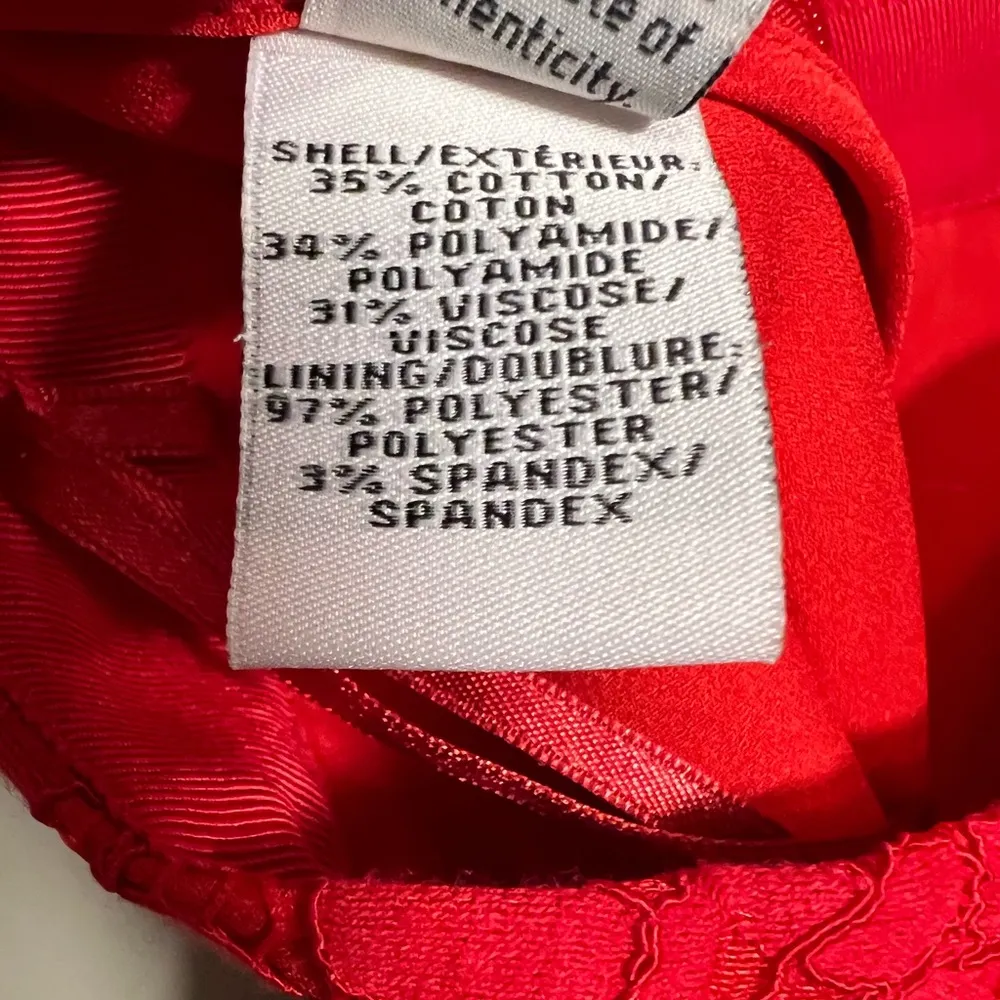 of
SHELL/EXTÉRIEUR:
35% COTTON/
COTON
34% POLYAMIDE/
POLYAMIDE
31% VISCOSE/
VISCOSE
LINING/DOUBLURE:
97% POLYESTER/
POLYESTER
3% SPANDEX/
SPANDEX